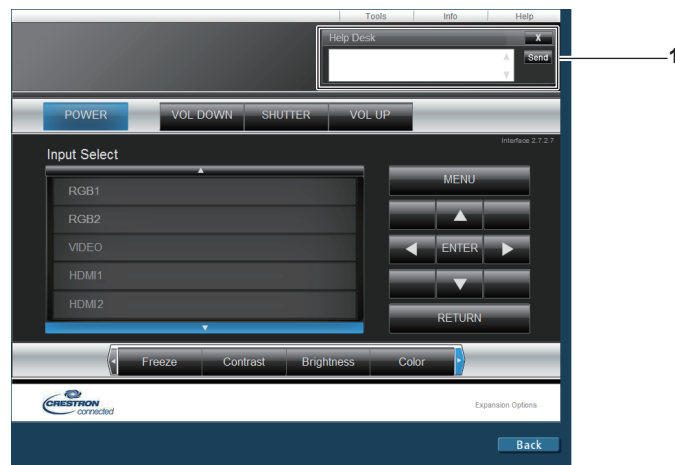 Tools Info Help
Help Desk X
Send
1
POWER VOL DOWN SHUTTER VOL UP
Interface 2.7.2.7
Input Select
MENU
RGB1
RGB2
VIDEO
ENTER
HDMI1
HDMI2
RETURN
Freeze Contrast Brightness Color
CRESTRON
connected
Expansion Options
Back